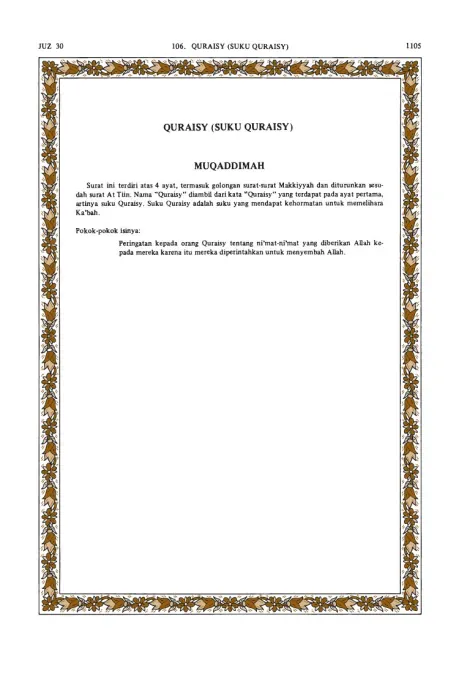 JUZ 30 106. QURAISY (SUKU QURAISY) 1105
QURAISY (SUKU QURAISY)
MUQADDIMAH
Surat ini terdiri atas 4 ayat, termasuk golongan surat-surat Makkiyyah dan diturunkan sesu-
dah surat At Tiin. Nama "Quraisy" diambil dari kata "Quraisy" yang terdapat pada ayat pertama,
artinya suku Quraisy. Suku Quraisy adalah suku yang mendapat kehormatan untuk memelihara
Ka'bah.
Pokok-pokok isinya:
Peringatan kepada orang Quraisy tentang ni'mat-ni'mat yang diberikan Allah ke-
pada mereka karena itu mereka diperintahkan untuk menyembah Allah.